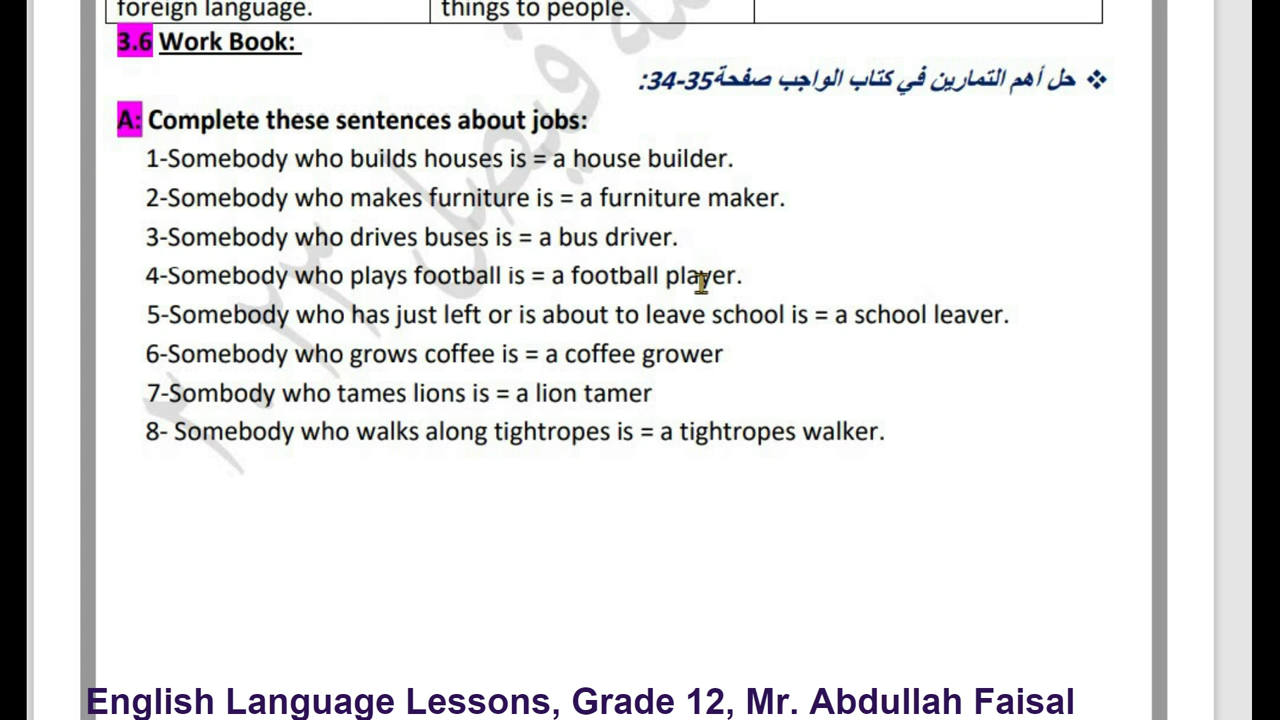 foreign language. things to people.
3.6 Work Book:
❖ حل أهم التمارين في كتاب الواجب صفحة34-35:
A: Complete these sentences about jobs:
1-Somebody who builds houses is = a house builder.
2-Somebody who makes furniture is = a furniture maker.
3-Somebody who drives buses is = a bus driver.
4-Somebody who plays football is = a football player.
5-Somebody who has just left or is about to leave school is = a school leaver.
6-Somebody who grows coffee is = a coffee grower
7-Sombody who tames lions is = a lion tamer
8- Somebody who walks along tightropes is = a tightropes walker.
English Language Lessons, Grade 12, Mr. Abdullah Faisal